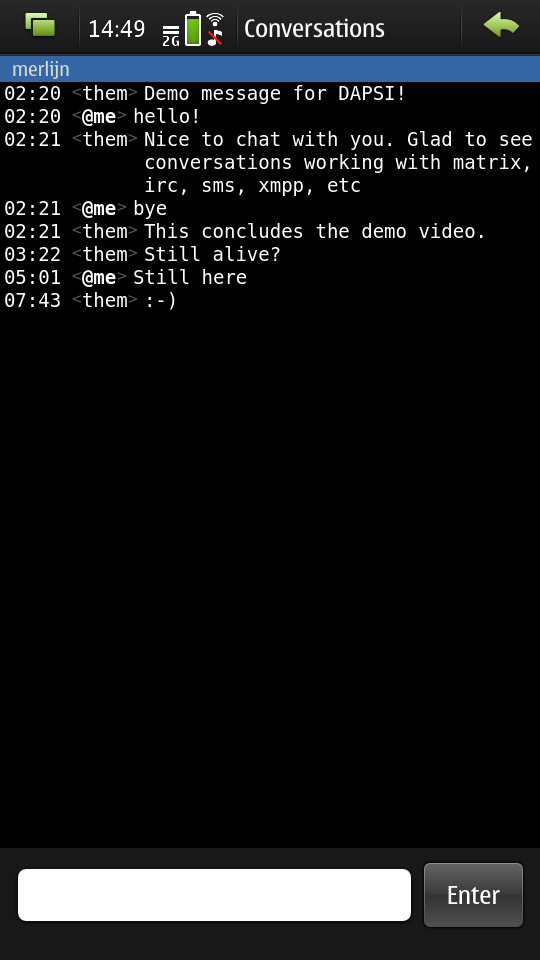 14:49 2G Conversations
merlijn
02:20 <them> Demo message for DAPSI!
02:20 <@me> hello!
02:21 <them> Nice to chat with you. Glad to see
conversations working with matrix,
irc, sms, xmpp, etc
02:21 <@me> bye
02:21 <them> This concludes the demo video.
03:22 <them> Still alive?
05:01 <@me> Still here
07:43 <them> :-)
Enter